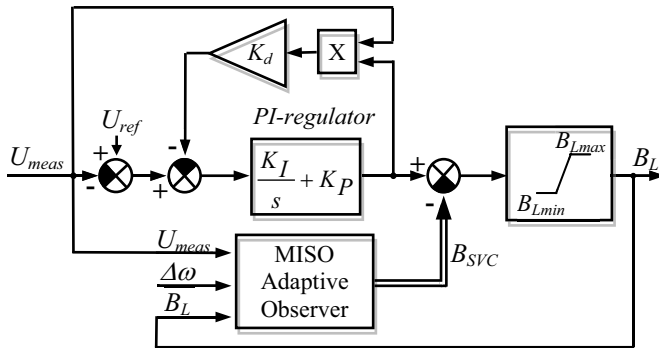 K_d
X
PI-regulator
U_ref
U_meas
+
-
-
+
K_I
s
+ K_P
+
-
B_Lmax
B_Lmin
B_L
U_meas
Δω
B_L
MISO
Adaptive
Observer
B_SVC